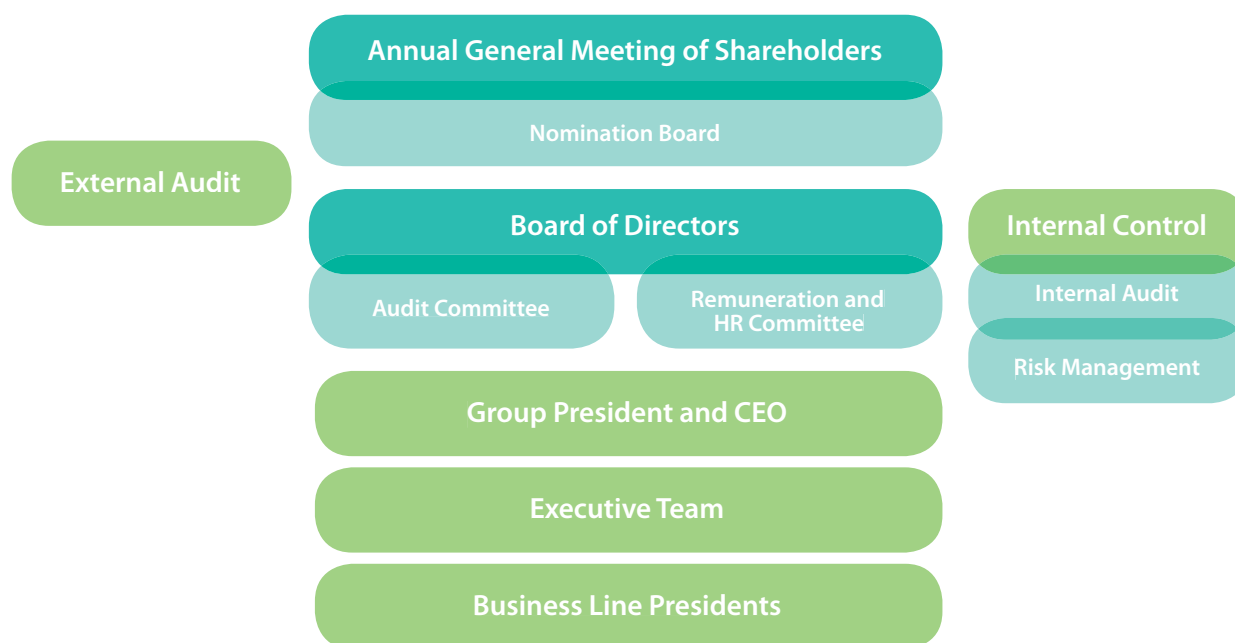 Annual General Meeting of Shareholders
Nomination Board
External Audit
Board of Directors
Internal Control
Audit Committee
Remuneration and
HR Committee
Internal Audit
Risk Management
Group President and CEO
Executive Team
Business Line Presidents